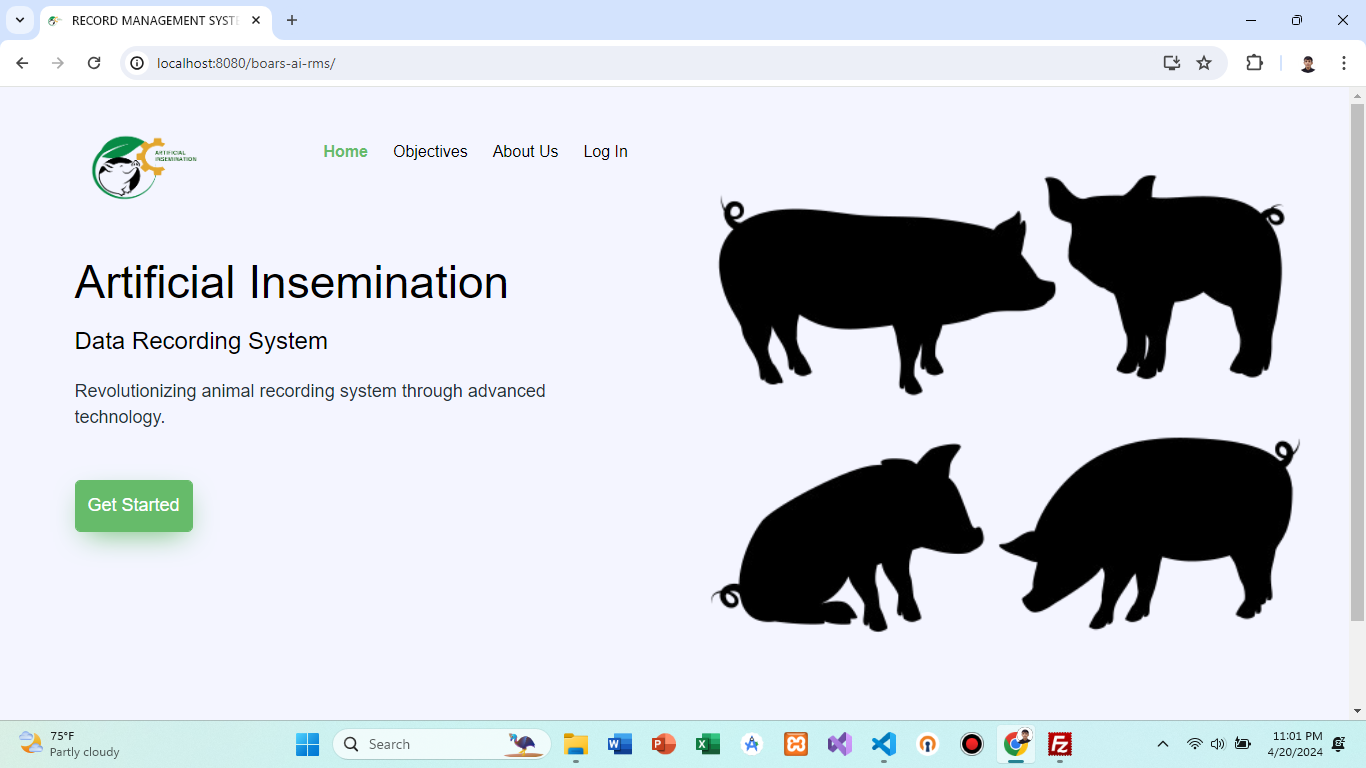 RECORD MANAGEMENT SYSTE
localhost:8080/boars-ai-rms/
ARTIFICIAL
INSEMINATION
Home Objectives About Us Log In
Artificial Insemination
Data Recording System
Revolutionizing animal recording system through advanced
technology.
Get Started
75°F
Partly cloudy
Search
11:01 PM
4/20/2024